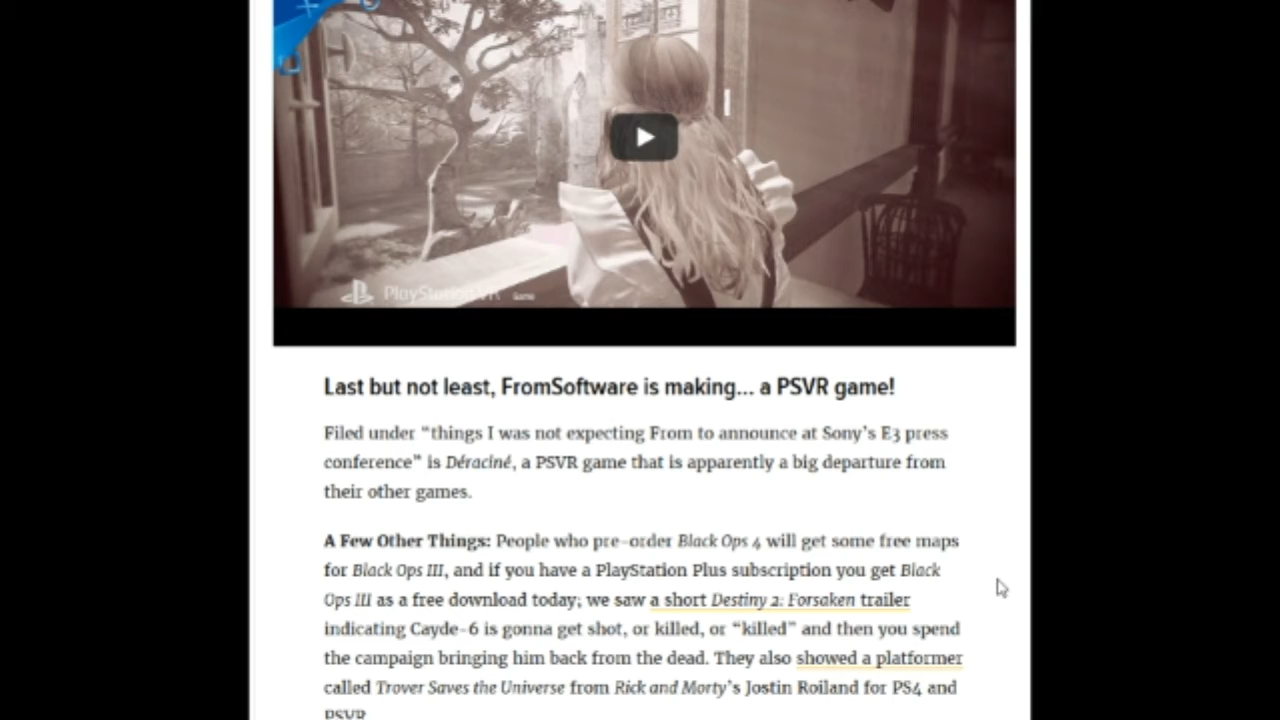 PlayStation VR Game
Last but not least, FromSoftware is making... a PSVR game!
Filed under “things I was not expecting From to announce at Sony’s E3 press
conference” is Déraciné, a PSVR game that is apparently a big departure from
their other games.
A Few Other Things: People who pre-order Black Ops 4 will get some free maps
for Black Ops III, and if you have a PlayStation Plus subscription you get Black
Ops III as a free download today; we saw a short Destiny 2: Forsaken trailer
indicating Cayde-6 is gonna get shot, or killed, or “killed” and then you spend
the campaign bringing him back from the dead. They also showed a platformer
called Trover Saves the Universe from Rick and Morty’s Jostin Roiland for PS4 and
PSVR